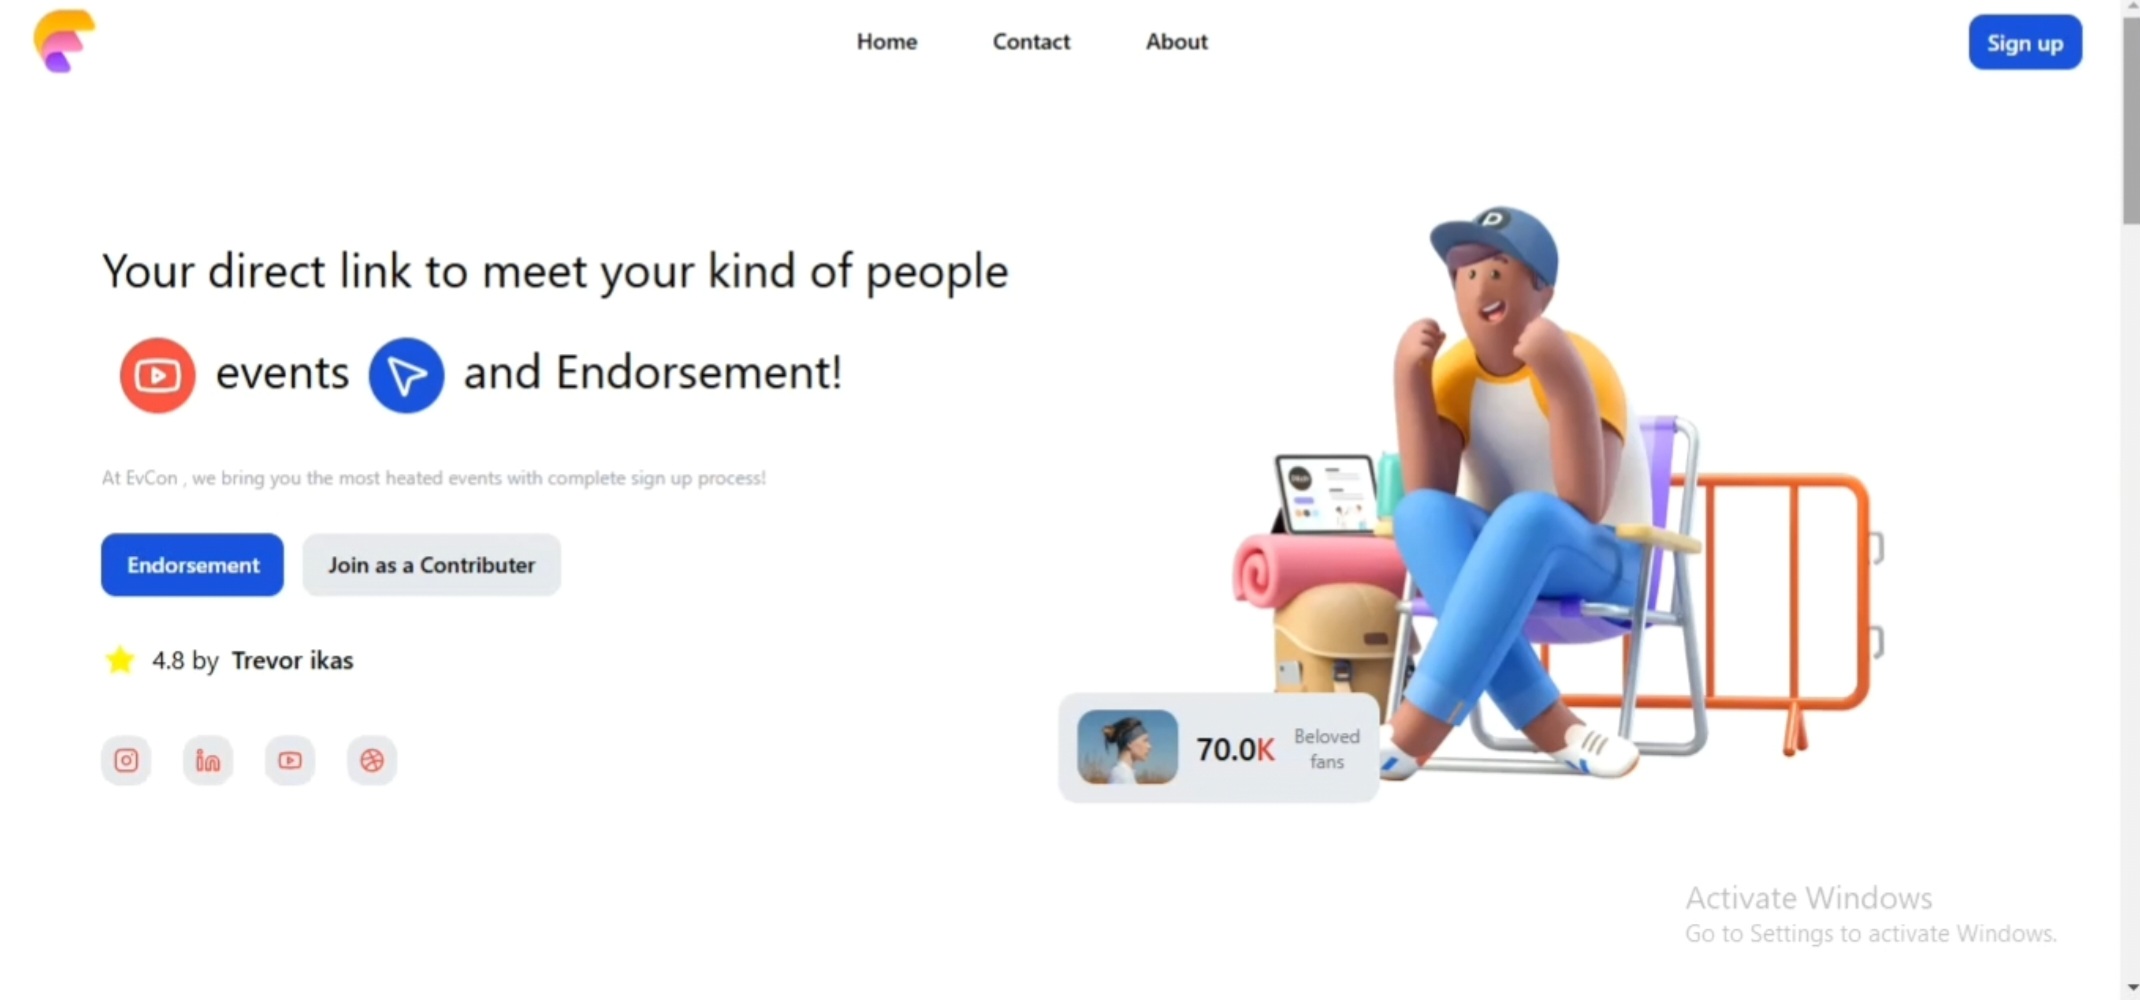 Home
Contact
About
Sign up
Your direct link to meet your kind of people
events and Endorsement!
At EvCon , we bring you the most heated events with complete sign up process!
Endorsement
Join as a Contributer
4.8 by Trevor ikas
70.0K
Beloved
fans
P
Activate Windows
Go to Settings to activate Windows.